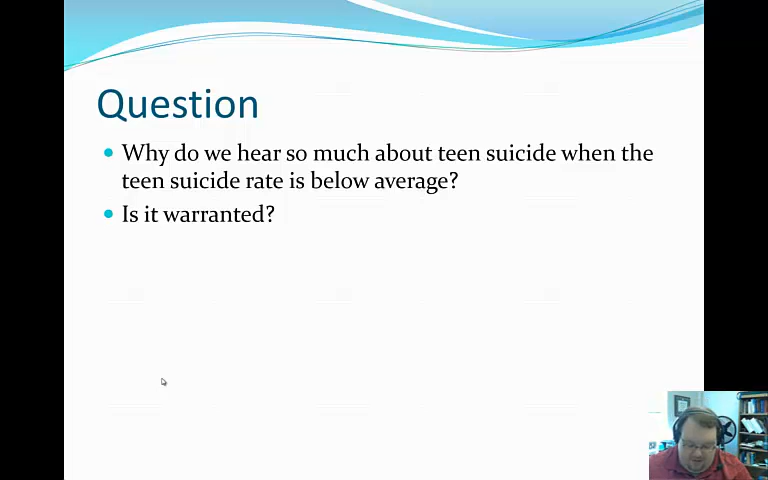 Question
Why do we hear so much about teen suicide when the
teen suicide rate is below average?
Is it warranted?